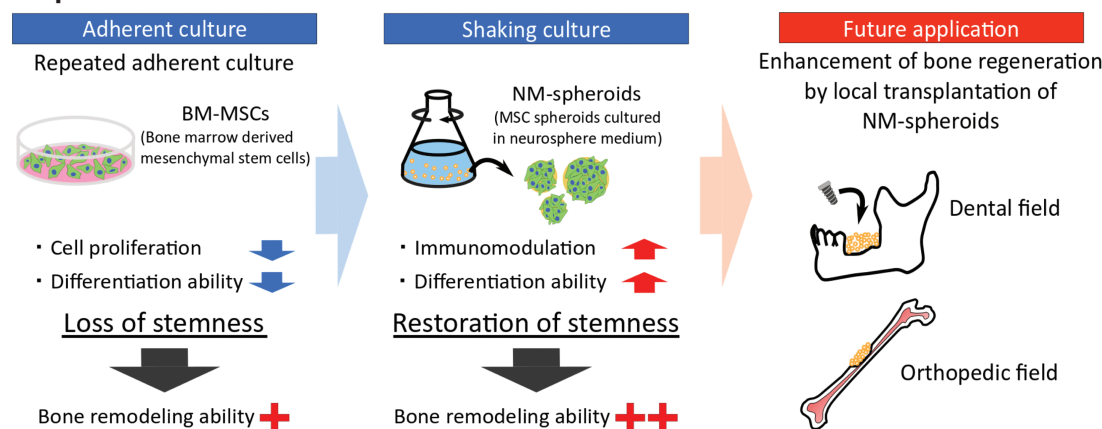 Adherent culture
Repeated adherent culture
BM-MSCs
(Bone marrow derived
mesenchymal stem cells)
・Cell proliferation
・Differentiation ability
Loss of stemness
Bone remodeling ability
Shaking culture
NM-spheroids
(MSC spheroids cultured
in neurosphere medium)
・Immunomodulation
・Differentiation ability
Restoration of stemness
Bone remodeling ability
Future application
Enhancement of bone regeneration
by local transplantation of
NM-spheroids
Dental field
Orthopedic field